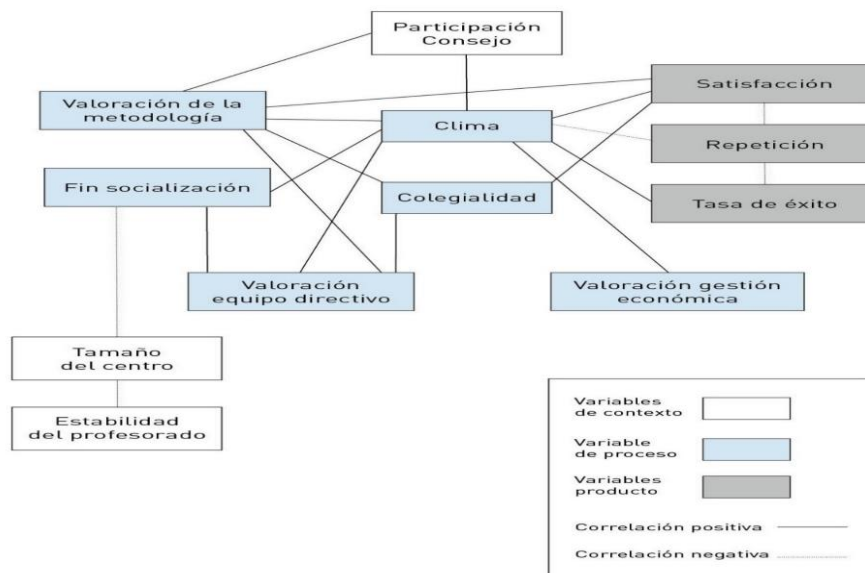 Participación
Consejo
Satisfacción
Valoración de la
metodología
Clima
Repetición
Fin socialización
Colegialidad
Tasa de éxito
Valoración
equipo directivo
Valoración gestión
económica
Tamaño
del centro
Estabilidad
del profesorado
Variables
de contexto
Variable
de proceso
Variables
producto
Correlación positiva
Correlación negativa